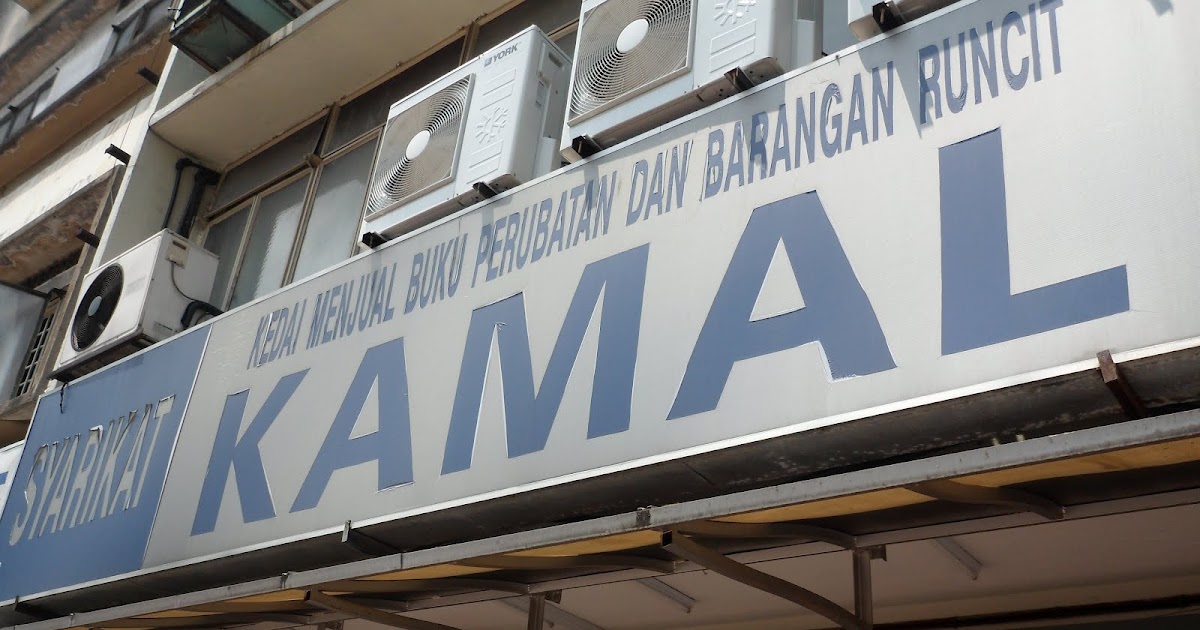 YORK
KEDAI MENJUAL BUKU PERUBATAN DAN BARANGAN RUNCIT
SYARIKAT KAMAL